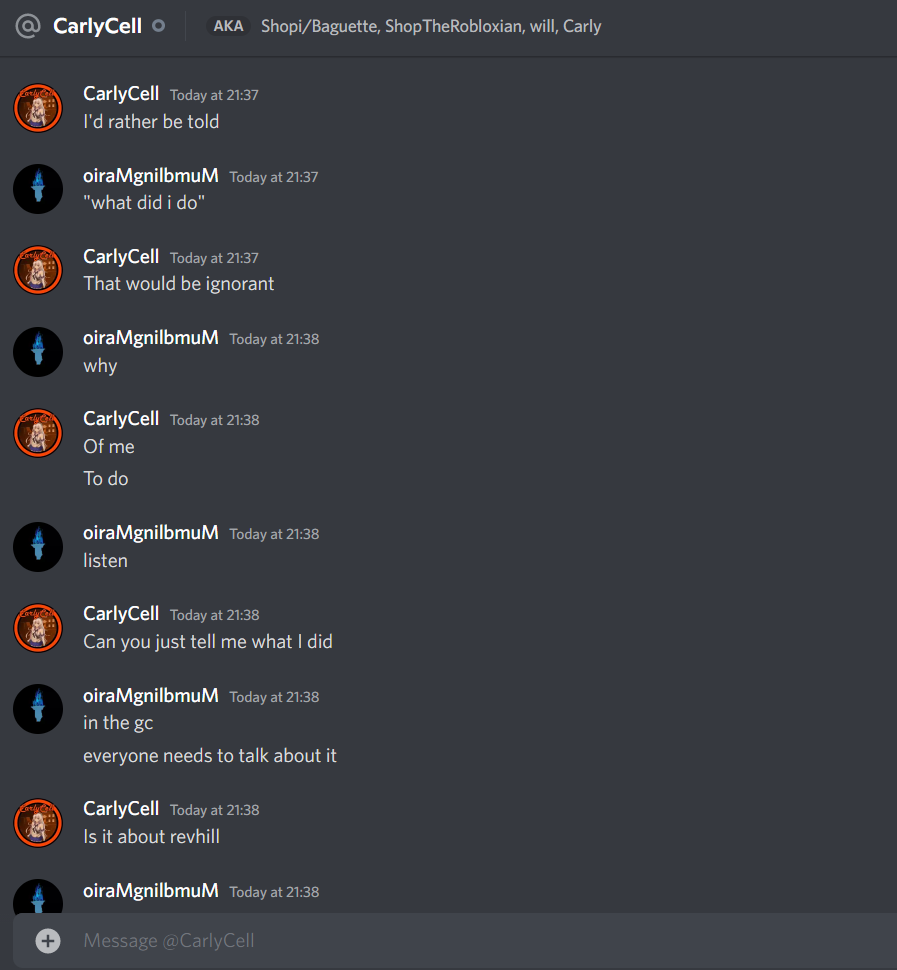 @ CarlyCell AKA Shopi/Baguette, ShopTheRobloxian, will, Carly
CarlyCell Today at 21:37
I'd rather be told
oiraMgnilbmuM Today at 21:37
"what did i do"
CarlyCell Today at 21:37
That would be ignorant
oiraMgnilbmuM Today at 21:38
why
CarlyCell Today at 21:38
Of me
To do
oiraMgnilbmuM Today at 21:38
listen
CarlyCell Today at 21:38
Can you just tell me what I did
oiraMgnilbmuM Today at 21:38
in the gc
everyone needs to talk about it
CarlyCell Today at 21:38
Is it about revhill
oiraMgnilbmuM Today at 21:38
Message @CarlyCell